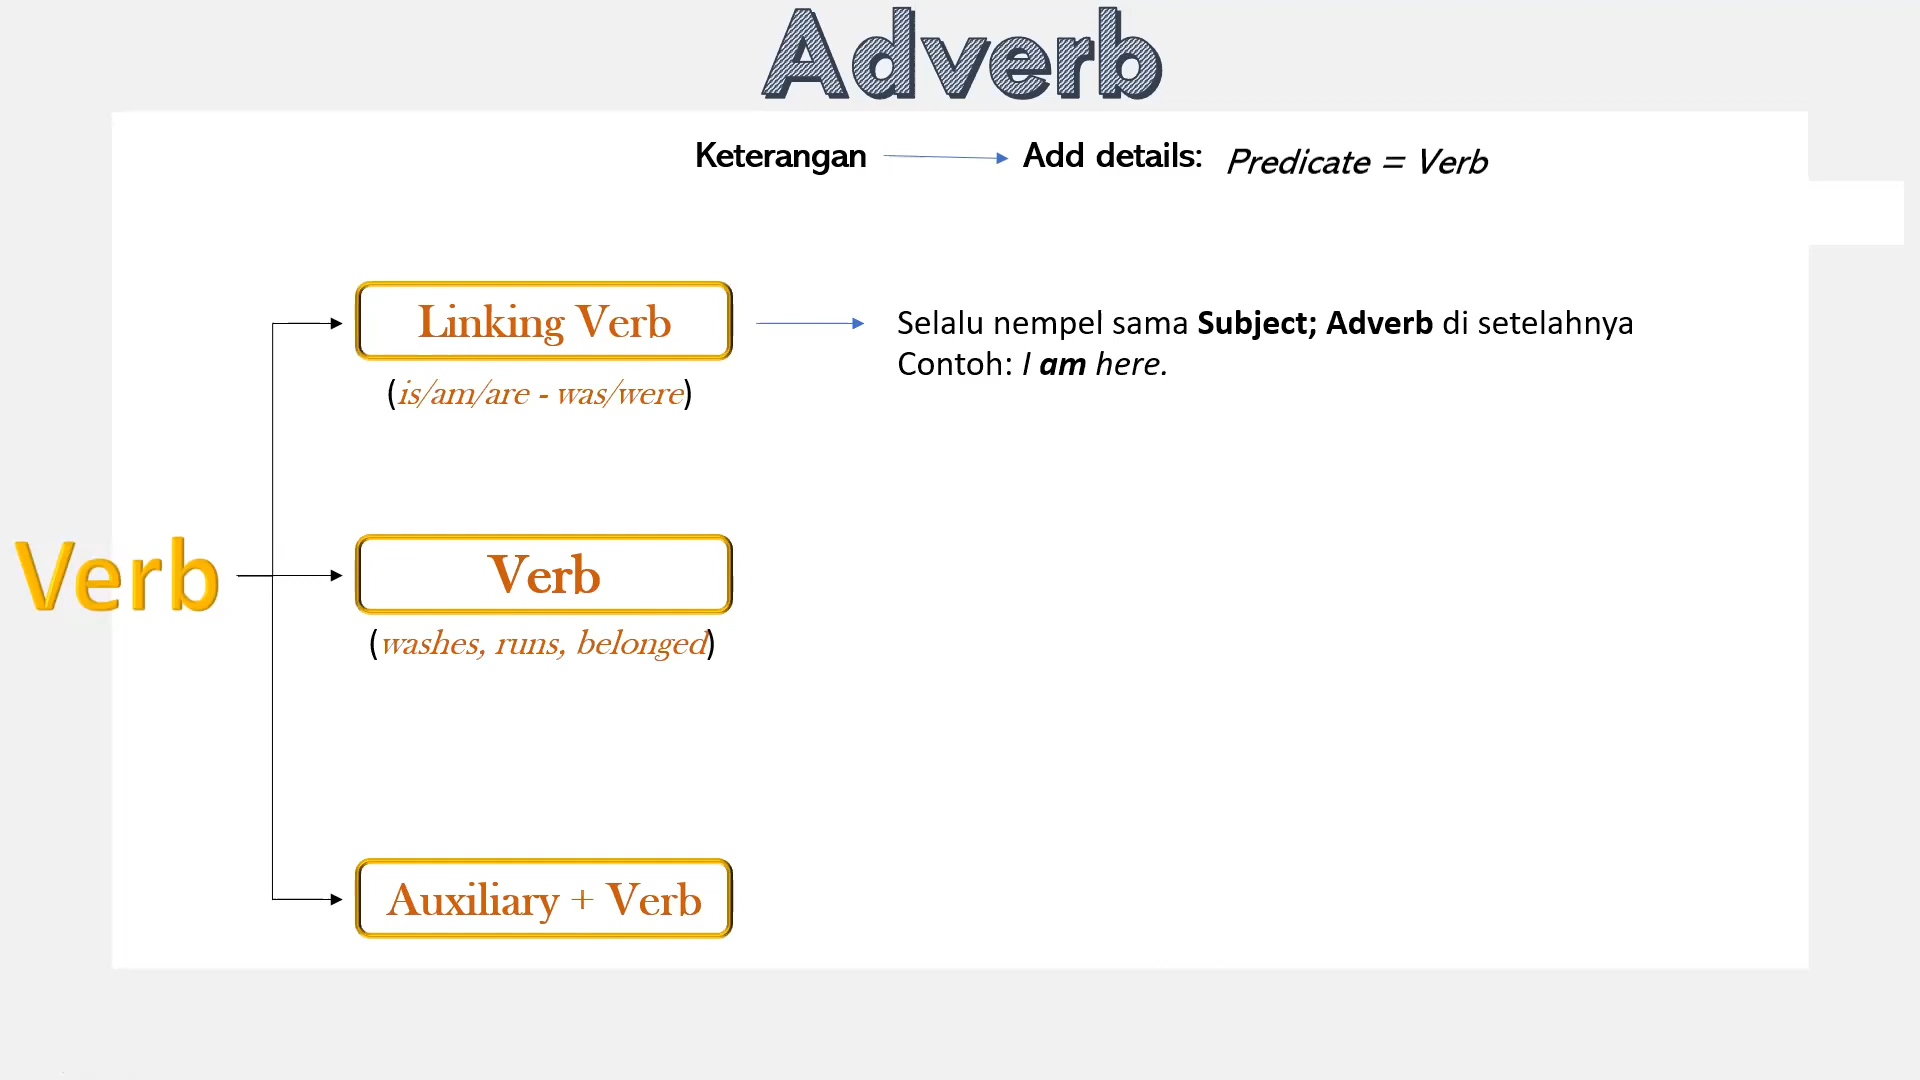 Adverb
Keterangan
Add details:
Predicate = Verb
Linking Verb
Selalu nempel sama Subject; Adverb di setelahnya
Contoh: I am here.
(is/am/are - was/were)
Verb
Verb
(washes, runs, belonged)
Auxiliary + Verb